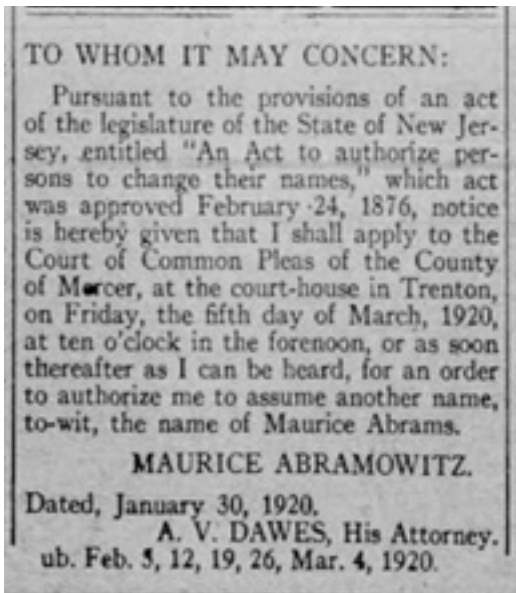 TO WHOM IT MAY CONCERN:
Pursuant to the provisions of an act
of the legislature of the State of New Jer-
sey, entitled "An Act to authorize per-
sons to change their names," which act
was approved February 24, 1876, notice
is hereby given that I shall apply to the
Court of Common Pleas of the County
of Mercer, at the court-house in Trenton,
on Friday, the fifth day of March, 1920,
at ten o'clock in the forenoon, or as soon
thereafter as I can be heard, for an order
to authorize me to assume another name,
to-wit, the name of Maurice Abrams.
MAURICE ABRAMOWITZ.
Dated, January 30, 1920.
A. V. DAWES, His Attorney.
ub. Feb. 5, 12, 19, 26, Mar. 4, 1920.